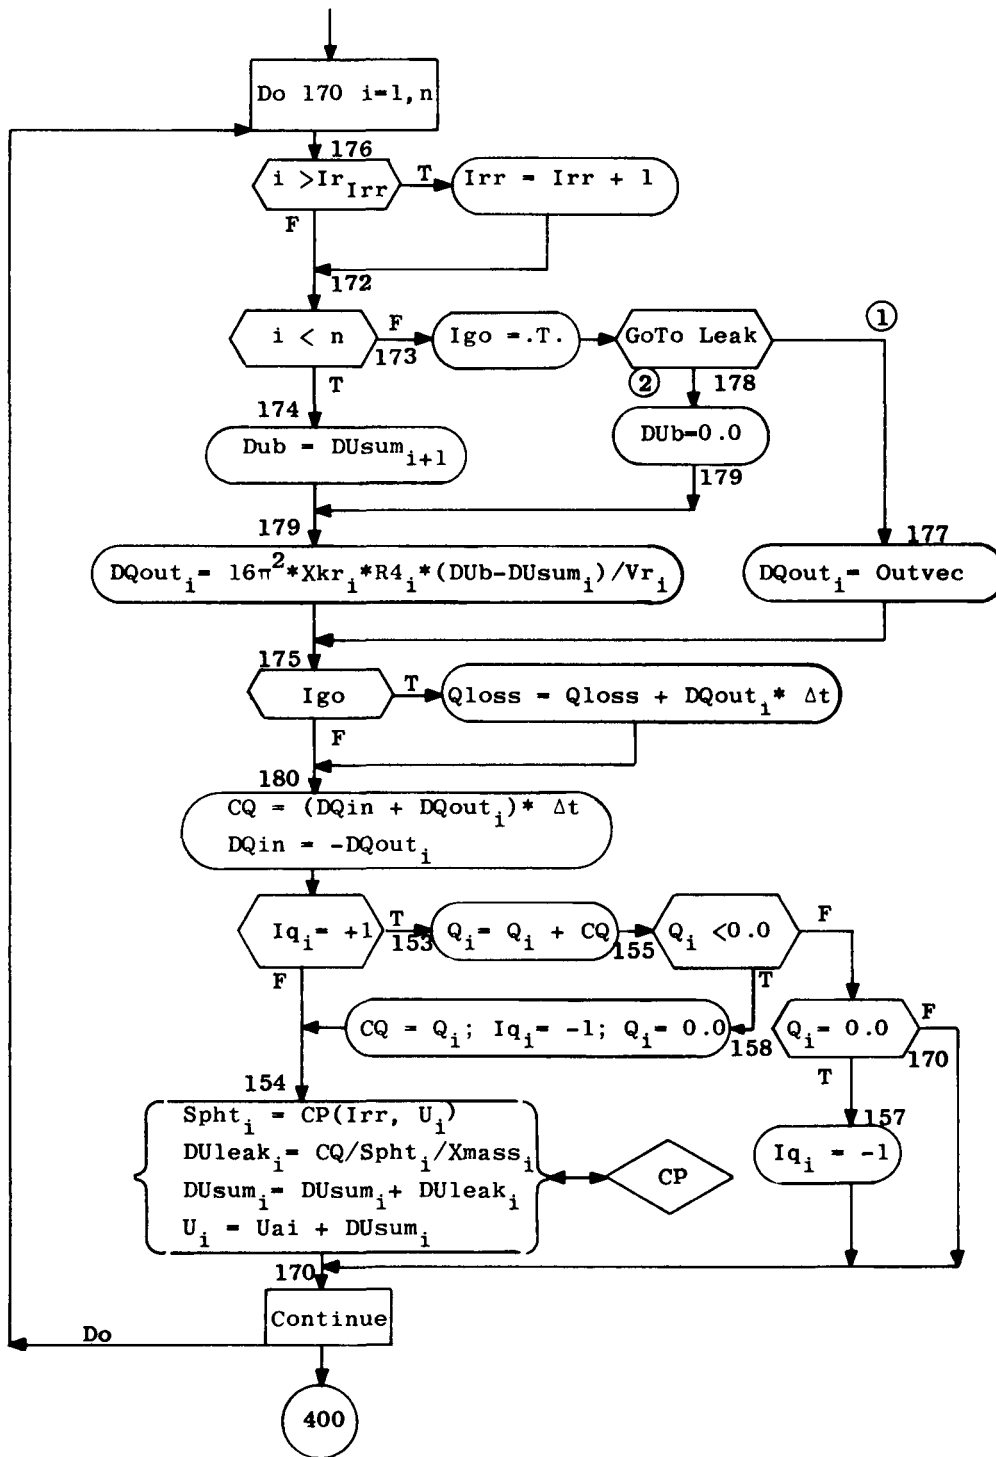 Do 170 i=1,n
176
i >Ir_Irr
T
Irr = Irr + 1
F
172
i < n
F
173
Igo =.T.
GoTo Leak
1
T
2
178
174
Dub = DUsum_i+1
DUb=0.0
179
179
177
DQout_i= 16π²*Xkr_i*R4_i*(DUb-DUsum_i)/Vr_i
DQout_i= Outvec
175
Igo
T
Qloss = Qloss + DQout_i* Δt
F
180
CQ = (DQin + DQout_i)* Δt
DQin = -DQout_i
Iq_i= +1
T
153
Q_i= Q_i + CQ
155
Q_i <0.0
F
F
T
CQ = Q_i; Iq_i= -1; Q_i= 0.0
158
Q_i= 0.0
F
170
T
154
Spht_i = CP(Irr, U_i)
DUleak_i= CQ/Spht_i/Xmass_i
DUsum_i= DUsum_i+ DUleak_i
U_i = Uai + DUsum_i
CP
157
Iq_i = -1
170
Continue
Do
400